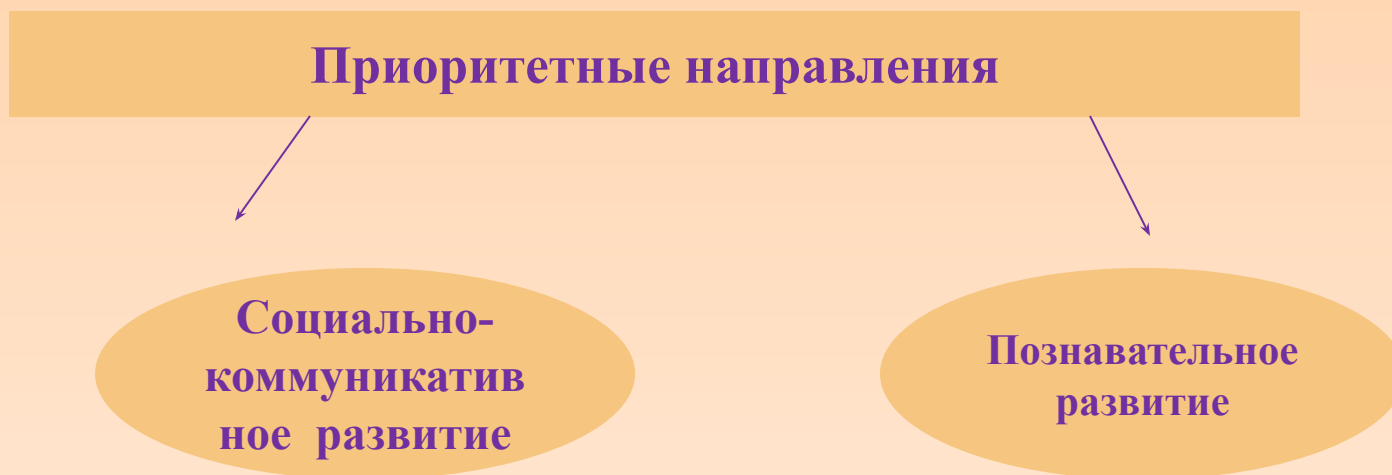 Приоритетные направления
Социально-
коммуникатив
ное развитие
Познавательное
развитие